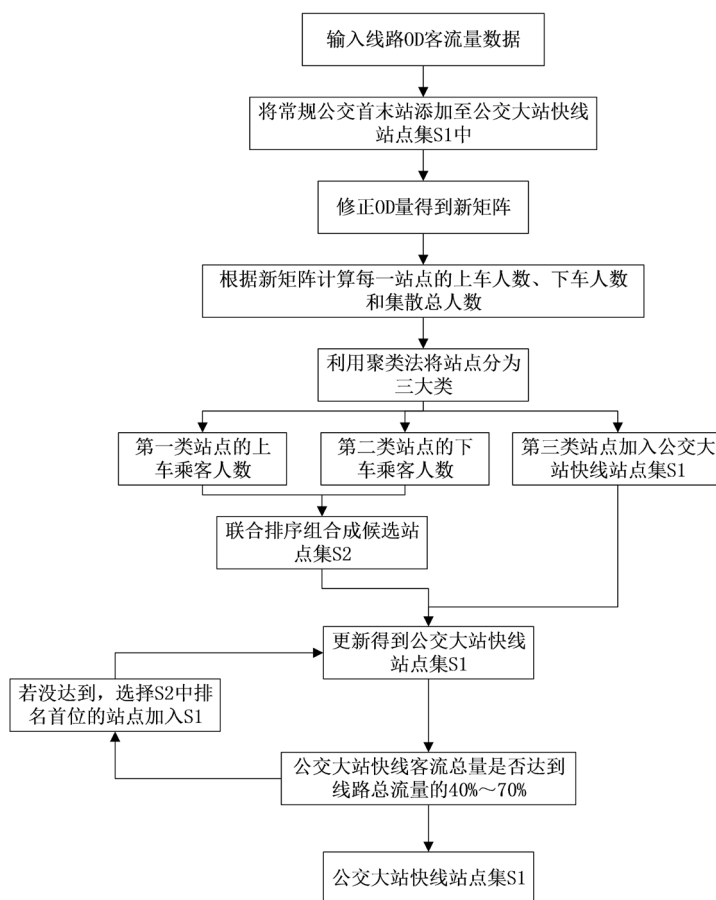 输入线路OD客流量数据
将常规公交首末站添加至公交大站快线
站点集S1中
修正OD量得到新矩阵
根据新矩阵计算每一站点的上车人数、下车人数
和集散总人数
利用聚类法将站点分为
三大类
第一类站点的上
车乘客人数
第二类站点的下
车乘客人数
第三类站点加入公交大
站快线站点集S1
联合排序组合成候选站
点集S2
更新得到公交大站快线
站点集S1
若没达到，选择S2中排
名首位的站点加入S1
公交大站快线客流总量是否达到
线路总流量的40%～70%
公交大站快线站点集S1